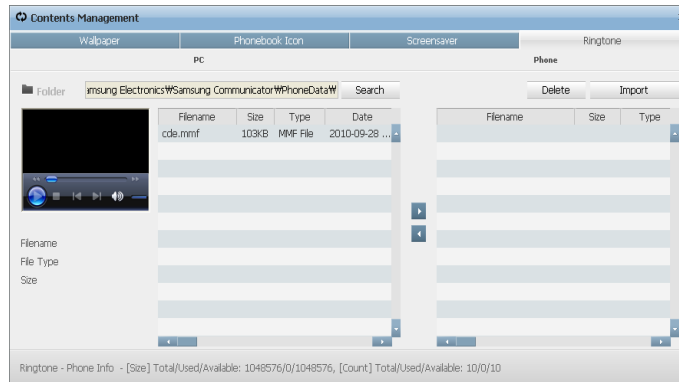 Contents Management
Wallpaper Phonebook Icon Screensaver Ringtone
PC Phone
Folder amsung Electronics₩Samsung Communicator₩PhoneData₩ Search Delete Import
Filename Size Type Date Filename Size Type
cde.mmf 103KB MMF File 2010-09-28 ...
Filename
File Type
Size
Ringtone - Phone Info - [Size] Total/Used/Available: 1048576/0/1048576, [Count] Total/Used/Available: 10/0/10